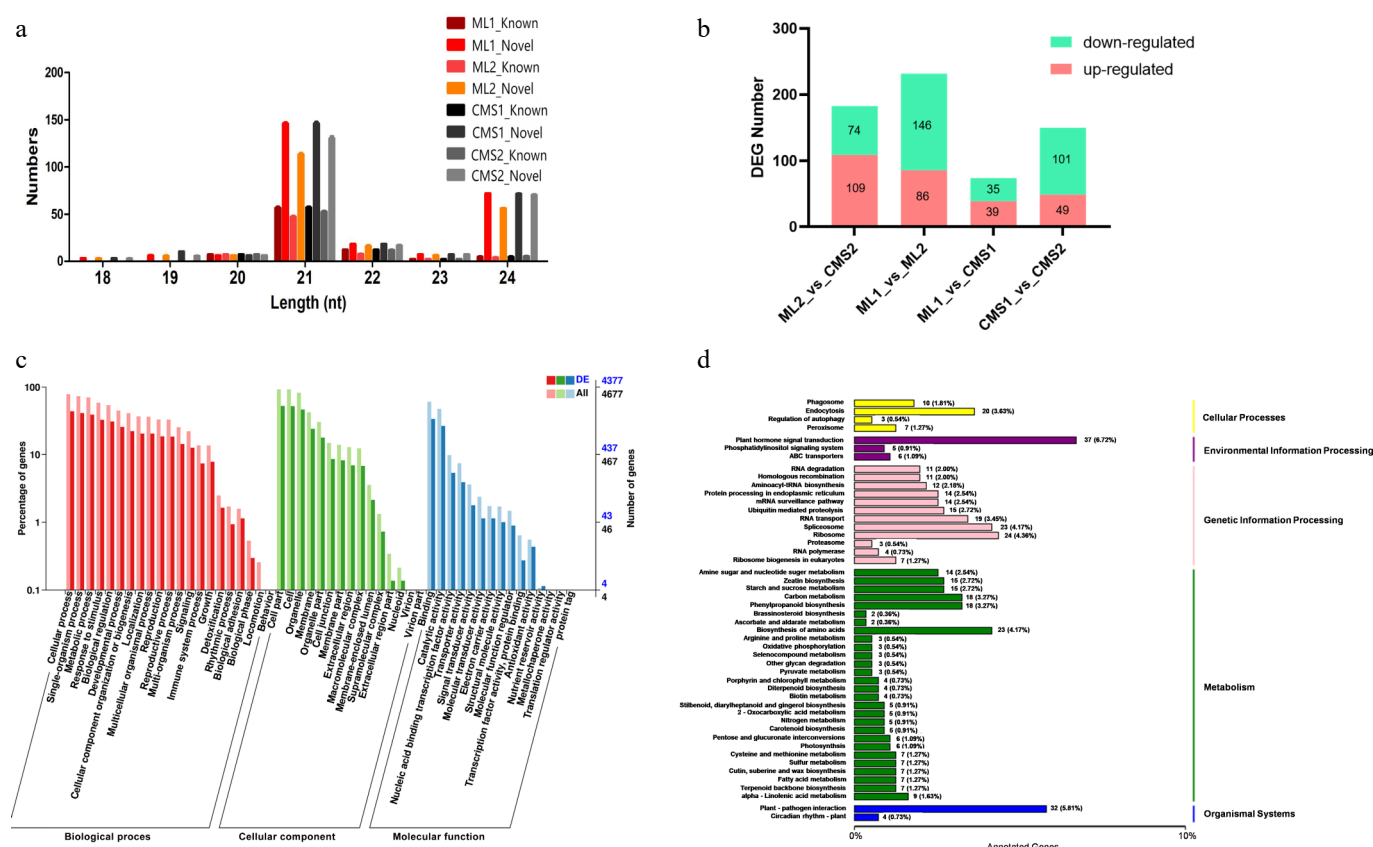 a
ML1_Known
ML1_Novel
ML2_Known
ML2_Novel
CMS1_Known
CMS1_Novel
CMS2_Known
CMS2_Novel
200
150
100
50
0
Numbers
18 19 20 21 22 23 24
Length (nt)
b
down-regulated
up-regulated
300
200
100
0
DEG Number
74
109
146
86
35
39
101
49
ML2_vs_CMS2
ML1_vs_ML2
ML1_vs_CMS1
CMS1_vs_CMS2
c
DE
All
100
10
1
0.1
Percentage of genes
4377
4677
437
467
43
46
4
4
Number of genes
Cellular process
Single-organism process
Metabolic process
Response to stimulus
Biological regulation
Developmental process
Localization
Cellular component organization or biogenesis
Multicellular organismal process
Reproduction
Reproductive process
Multi-organism process
Signaling
Immune system process
Growth
Detoxification
Rhythmic process
Biological adhesion
Biological phase
Locomotion
Behavior
Cell part
Cell
Organelle
Membrane
Organelle part
Cell junction
Membrane part
Extracellular region
Macromolecular complex
Membrane-enclosed lumen
Supramolecular complex
Extracellular region part
Nucleoid
Virion
Virion part
Binding
Catalytic activity
Nucleic acid binding transcription factor activity
Transporter activity
Signal transducer activity
Molecular transducer activity
Electron carrier activity
Structural molecule activity
Molecular function regulator
Transcription factor activity, protein binding
Antioxidant activity
Nutrient reservoir activity
Metallochaperone activity
Translation regulator activity
protein tag
Biological proces
Cellular component
Molecular function
d
Phagosome 10 (1.81%)
Endocytosis 20 (3.63%)
Regulation of autophagy 3 (0.54%)
Peroxisome 7 (1.27%)
Cellular Processes
Plant hormone signal transduction 37 (6.72%)
Phosphatidylinositol signaling system 5 (0.91%)
ABC transporters 6 (1.09%)
Environmental Information Processing
RNA degradation 11 (2.00%)
Homologous recombination 11 (2.00%)
Aminoacyl-tRNA biosynthesis 12 (2.18%)
Protein processing in endoplasmic reticulum 14 (2.54%)
mRNA surveillance pathway 14 (2.54%)
Ubiquitin mediated proteolysis 15 (2.72%)
RNA transport 19 (3.45%)
Spliceosome 23 (4.17%)
Ribosome 24 (4.36%)
Proteasome 3 (0.54%)
RNA polymerase 4 (0.73%)
Ribosome biogenesis in eukaryotes 7 (1.27%)
Genetic Information Processing
Amine sugar and nucleotide suger metabolism 14 (2.54%)
Zeatin biosynthesis 15 (2.72%)
Starch and sucrose metabolism 15 (2.72%)
Carbon metabolism 18 (3.27%)
Phenylpropanoid biosynthesis 18 (3.27%)
Brassinosteroid biosynthesis 2 (0.36%)
Ascorbate and aldarate metabolism 2 (0.36%)
Biosynthesis of amino acids 23 (4.17%)
Arginine and proline metabolism 3 (0.54%)
Oxidative phosphorylation 3 (0.54%)
Selenocompound metabolism 3 (0.54%)
Other glycan degradation 3 (0.54%)
Pyruvate metabolism 3 (0.54%)
Porphyrin and chlorophyll metabolism 4 (0.73%)
Diterpenoid biosynthesis 4 (0.73%)
Biotin metabolism 4 (0.73%)
Stilbenoid, diarylheptanoid and gingerol biosynthesis 5 (0.91%)
2 - Oxocarboxylic acid metabolism 5 (0.91%)
Nitrogen metabolism 5 (0.91%)
Carotenoid biosynthesis 5 (0.91%)
Pentose and glucuronate interconversions 6 (1.09%)
Photosynthesis 6 (1.09%)
Cysteine and methionine metabolism 7 (1.27%)
Sulfur metabolism 7 (1.27%)
Cutin, suberine and wax biosynthesis 7 (1.27%)
Fatty acid metabolism 7 (1.27%)
Terpenoid backbone biosynthesis 7 (1.27%)
alpha - Linolenic acid metabolism 9 (1.63%)
Metabolism
Plant - pathogen interaction 32 (5.81%)
Circadian rhythm - plant 4 (0.73%)
Organismal Systems
0% 10%
Annotated Genes